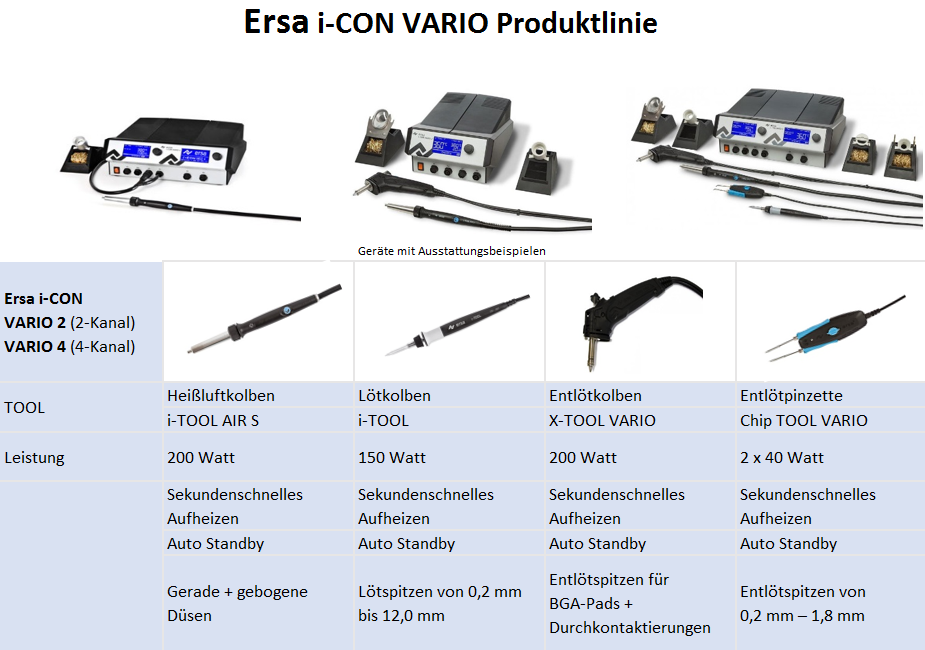 Ersa i-CON VARIO Produktlinie
Geräte mit Ausstattungsbeispielen
Ersa i-CON
VARIO 2 (2-Kanal)
VARIO 4 (4-Kanal)
TOOL
Heißluftkolben
Lötkolben
Entlötkolben
Entlötpinzette
i-TOOL AIR S
i-TOOL
X-TOOL VARIO
Chip TOOL VARIO
Leistung
200 Watt
150 Watt
200 Watt
2 x 40 Watt
Sekundenschnelles
Aufheizen
Sekundenschnelles
Aufheizen
Sekundenschnelles
Aufheizen
Sekundenschnelles
Aufheizen
Auto Standby
Auto Standby
Auto Standby
Auto Standby
Gerade + gebogene
Düsen
Lötspitzen von 0,2 mm
bis 12,0 mm
Entlötspitzen für
BGA-Pads +
Durchkontaktierungen
Entlötspitzen von
0,2 mm – 1,8 mm